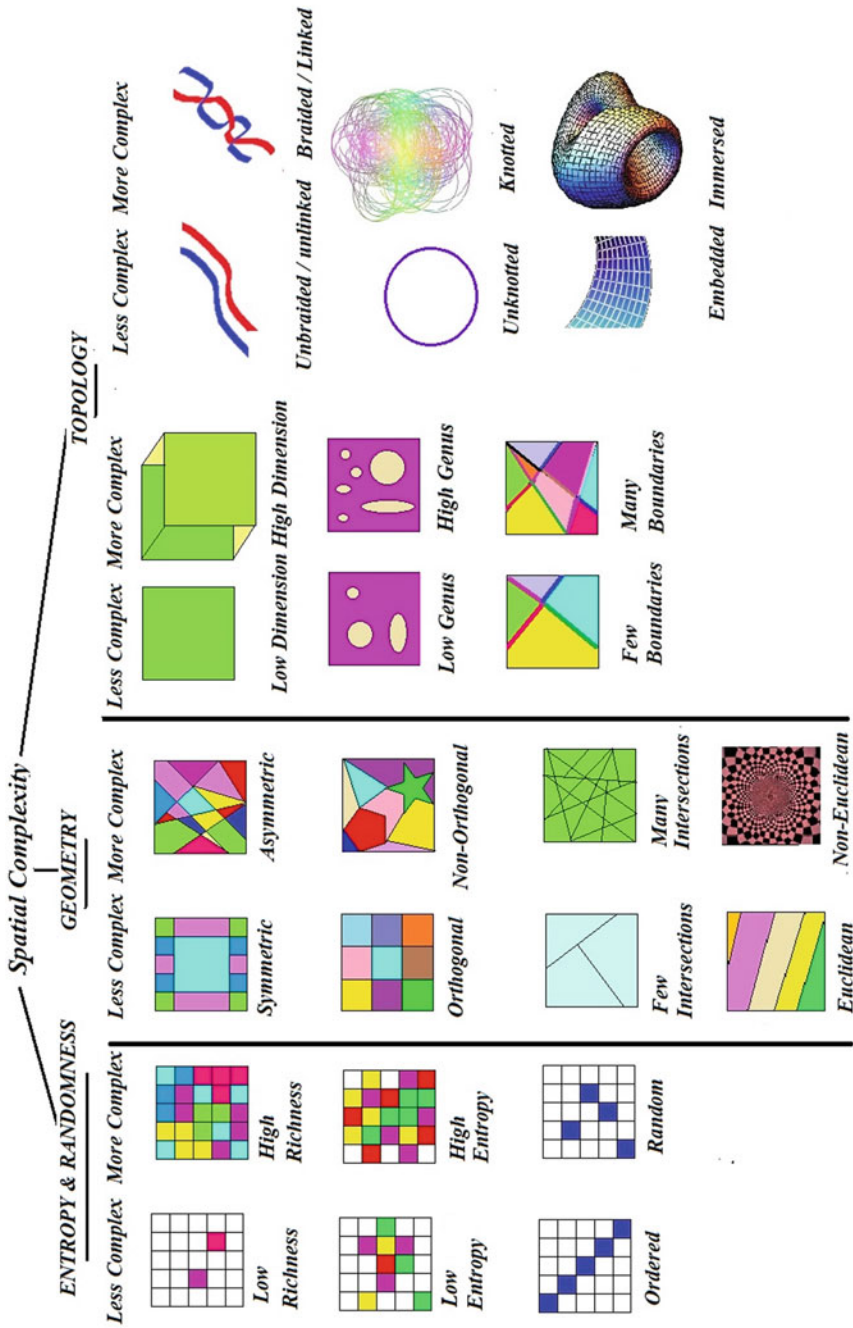 Spatial Complexity
ENTROPY & RANDOMNESS
GEOMETRY
TOPOLOGY
Less Complex More Complex
Less Complex More Complex
Less Complex More Complex
Less Complex More Complex
Low
Richness
High
Richness
Low
Entropy
High
Entropy
Ordered
Random
Symmetric
Asymmetric
Orthogonal
Non-Orthogonal
Few
Intersections
Many
Intersections
Euclidean
Non-Euclidean
Low Dimension High Dimension
Low Genus
High Genus
Few
Boundaries
Many
Boundaries
Unbraided / unlinked
Braided / Linked
Unknotted
Knotted
Embedded
Immersed